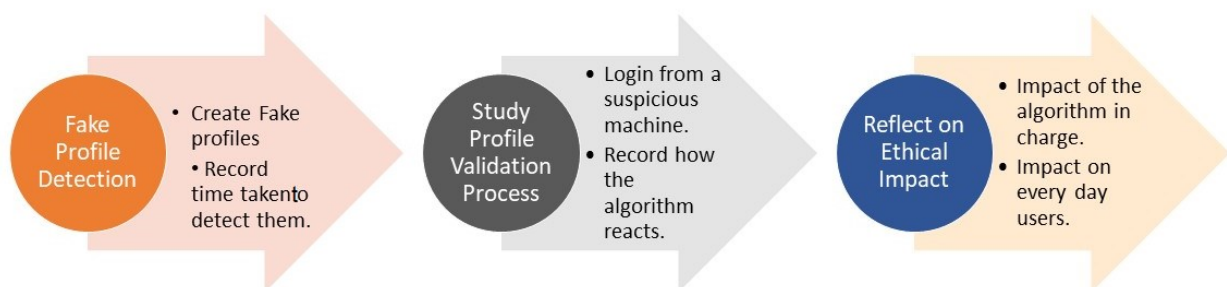 Fake
Profile
Detection
• Create Fake
profiles
• Record
time takento
detect them.
Study
Profile
Validation
Process
• Login from a
suspicious
machine.
• Record how
the
algorithm
reacts.
Reflect on
Ethical
Impact
• Impact of the
algorithm in
charge.
• Impact on
every day
users.